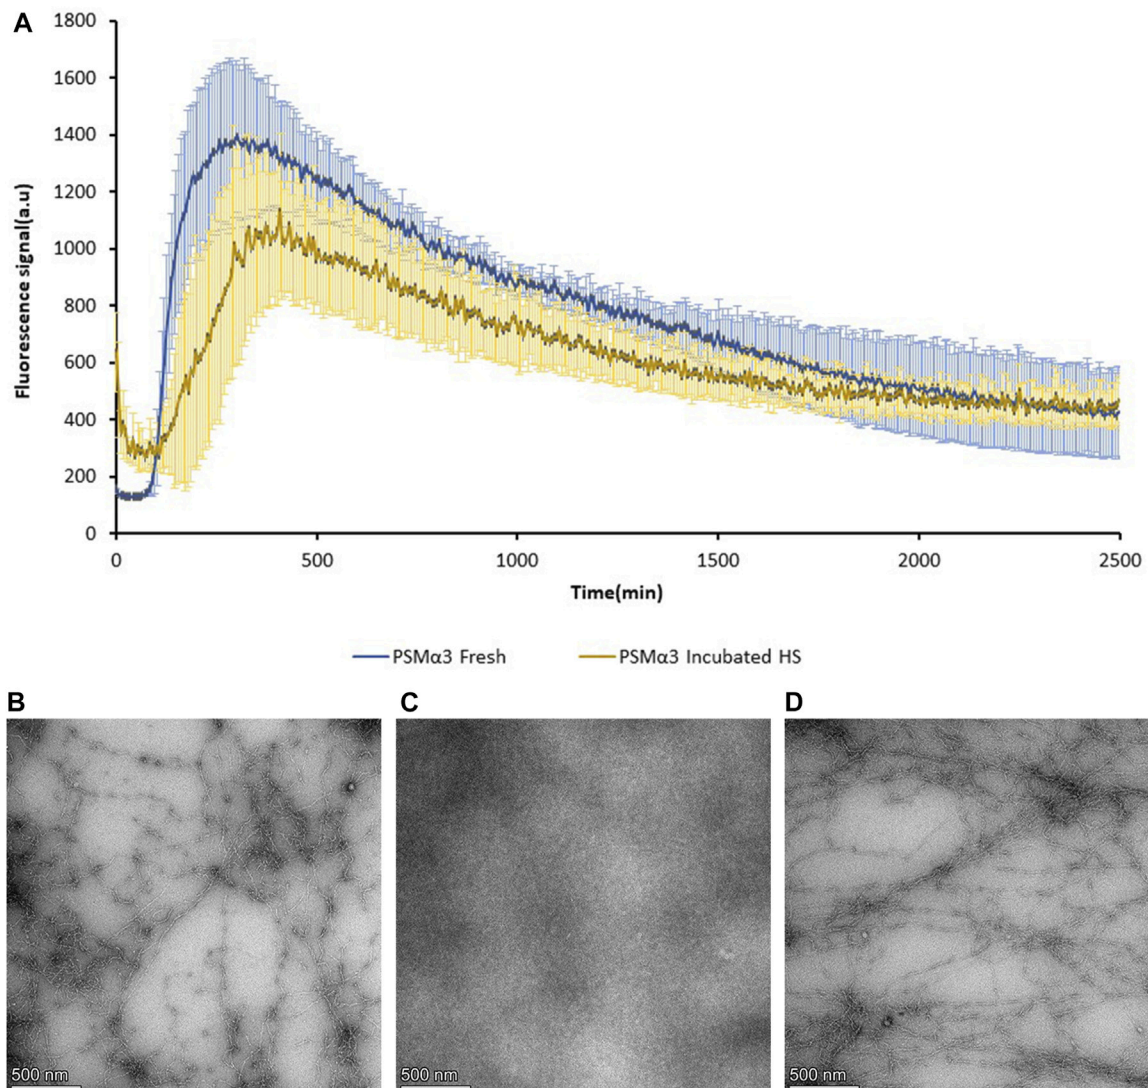 A
1800
1600
1400
1200
1000
800
600
400
200
0
Fluorescence signal(a.u)
0 500 1000 1500 2000 2500
Time(min)
PSMα3 Fresh PSMα3 Incubated HS
B C D
500 nm 500 nm 500 nm